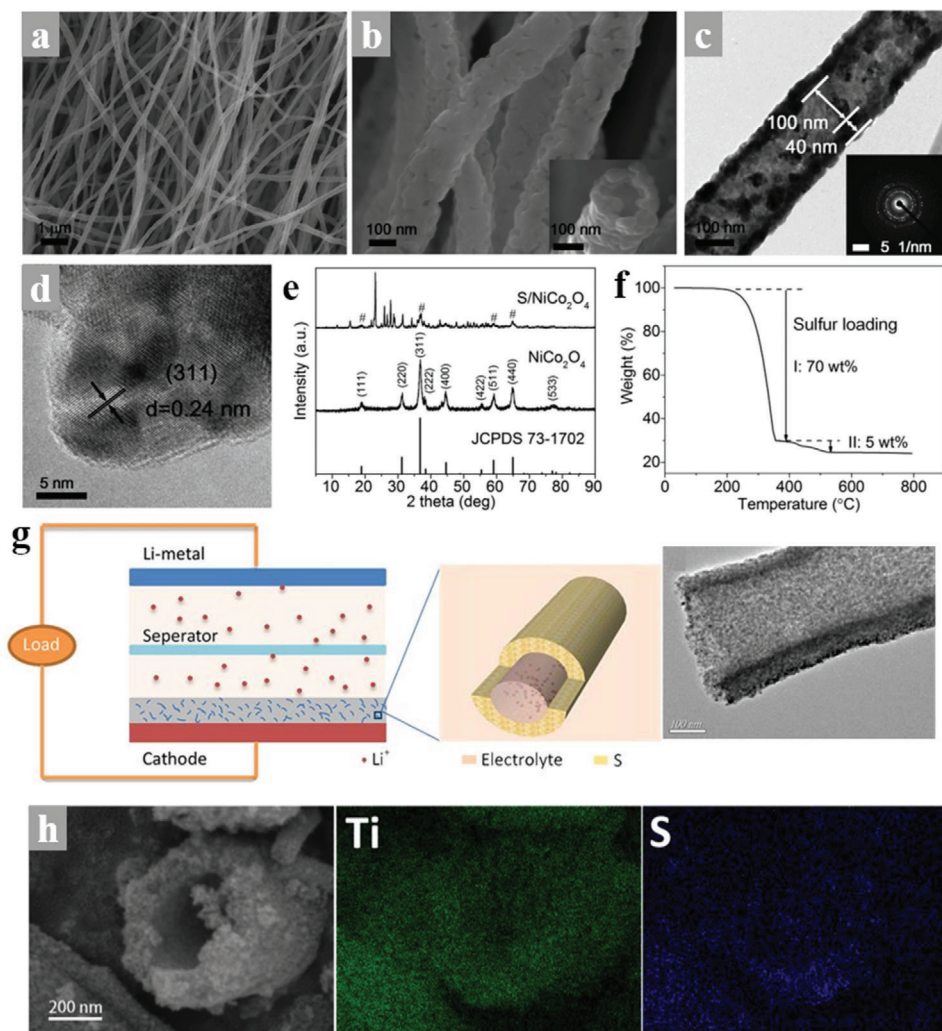 a
1 μm
b
100 nm
100 nm
c
100 nm
40 nm
100 nm
5 1/nm
d
(311)
d=0.24 nm
5 nm
e
Intensity (a.u.)
S/NiCo2O4
# # # #
NiCo2O4
(111)
(220)
(311)
(222)
(400)
(422)
(511)
(440)
(533)
JCPDS 73-1702
5 10 20 30 40 50 60 70 80 90
2 theta (deg)
f
Weight (%)
100
80
60
40
20
Sulfur loading
I: 70 wt%
II: 5 wt%
0 200 400 600 800
Temperature (°C)
g
Li-metal
Load
Seperator
Cathode
Li+
Electrolyte
S
100 nm
h
200 nm
Ti
S